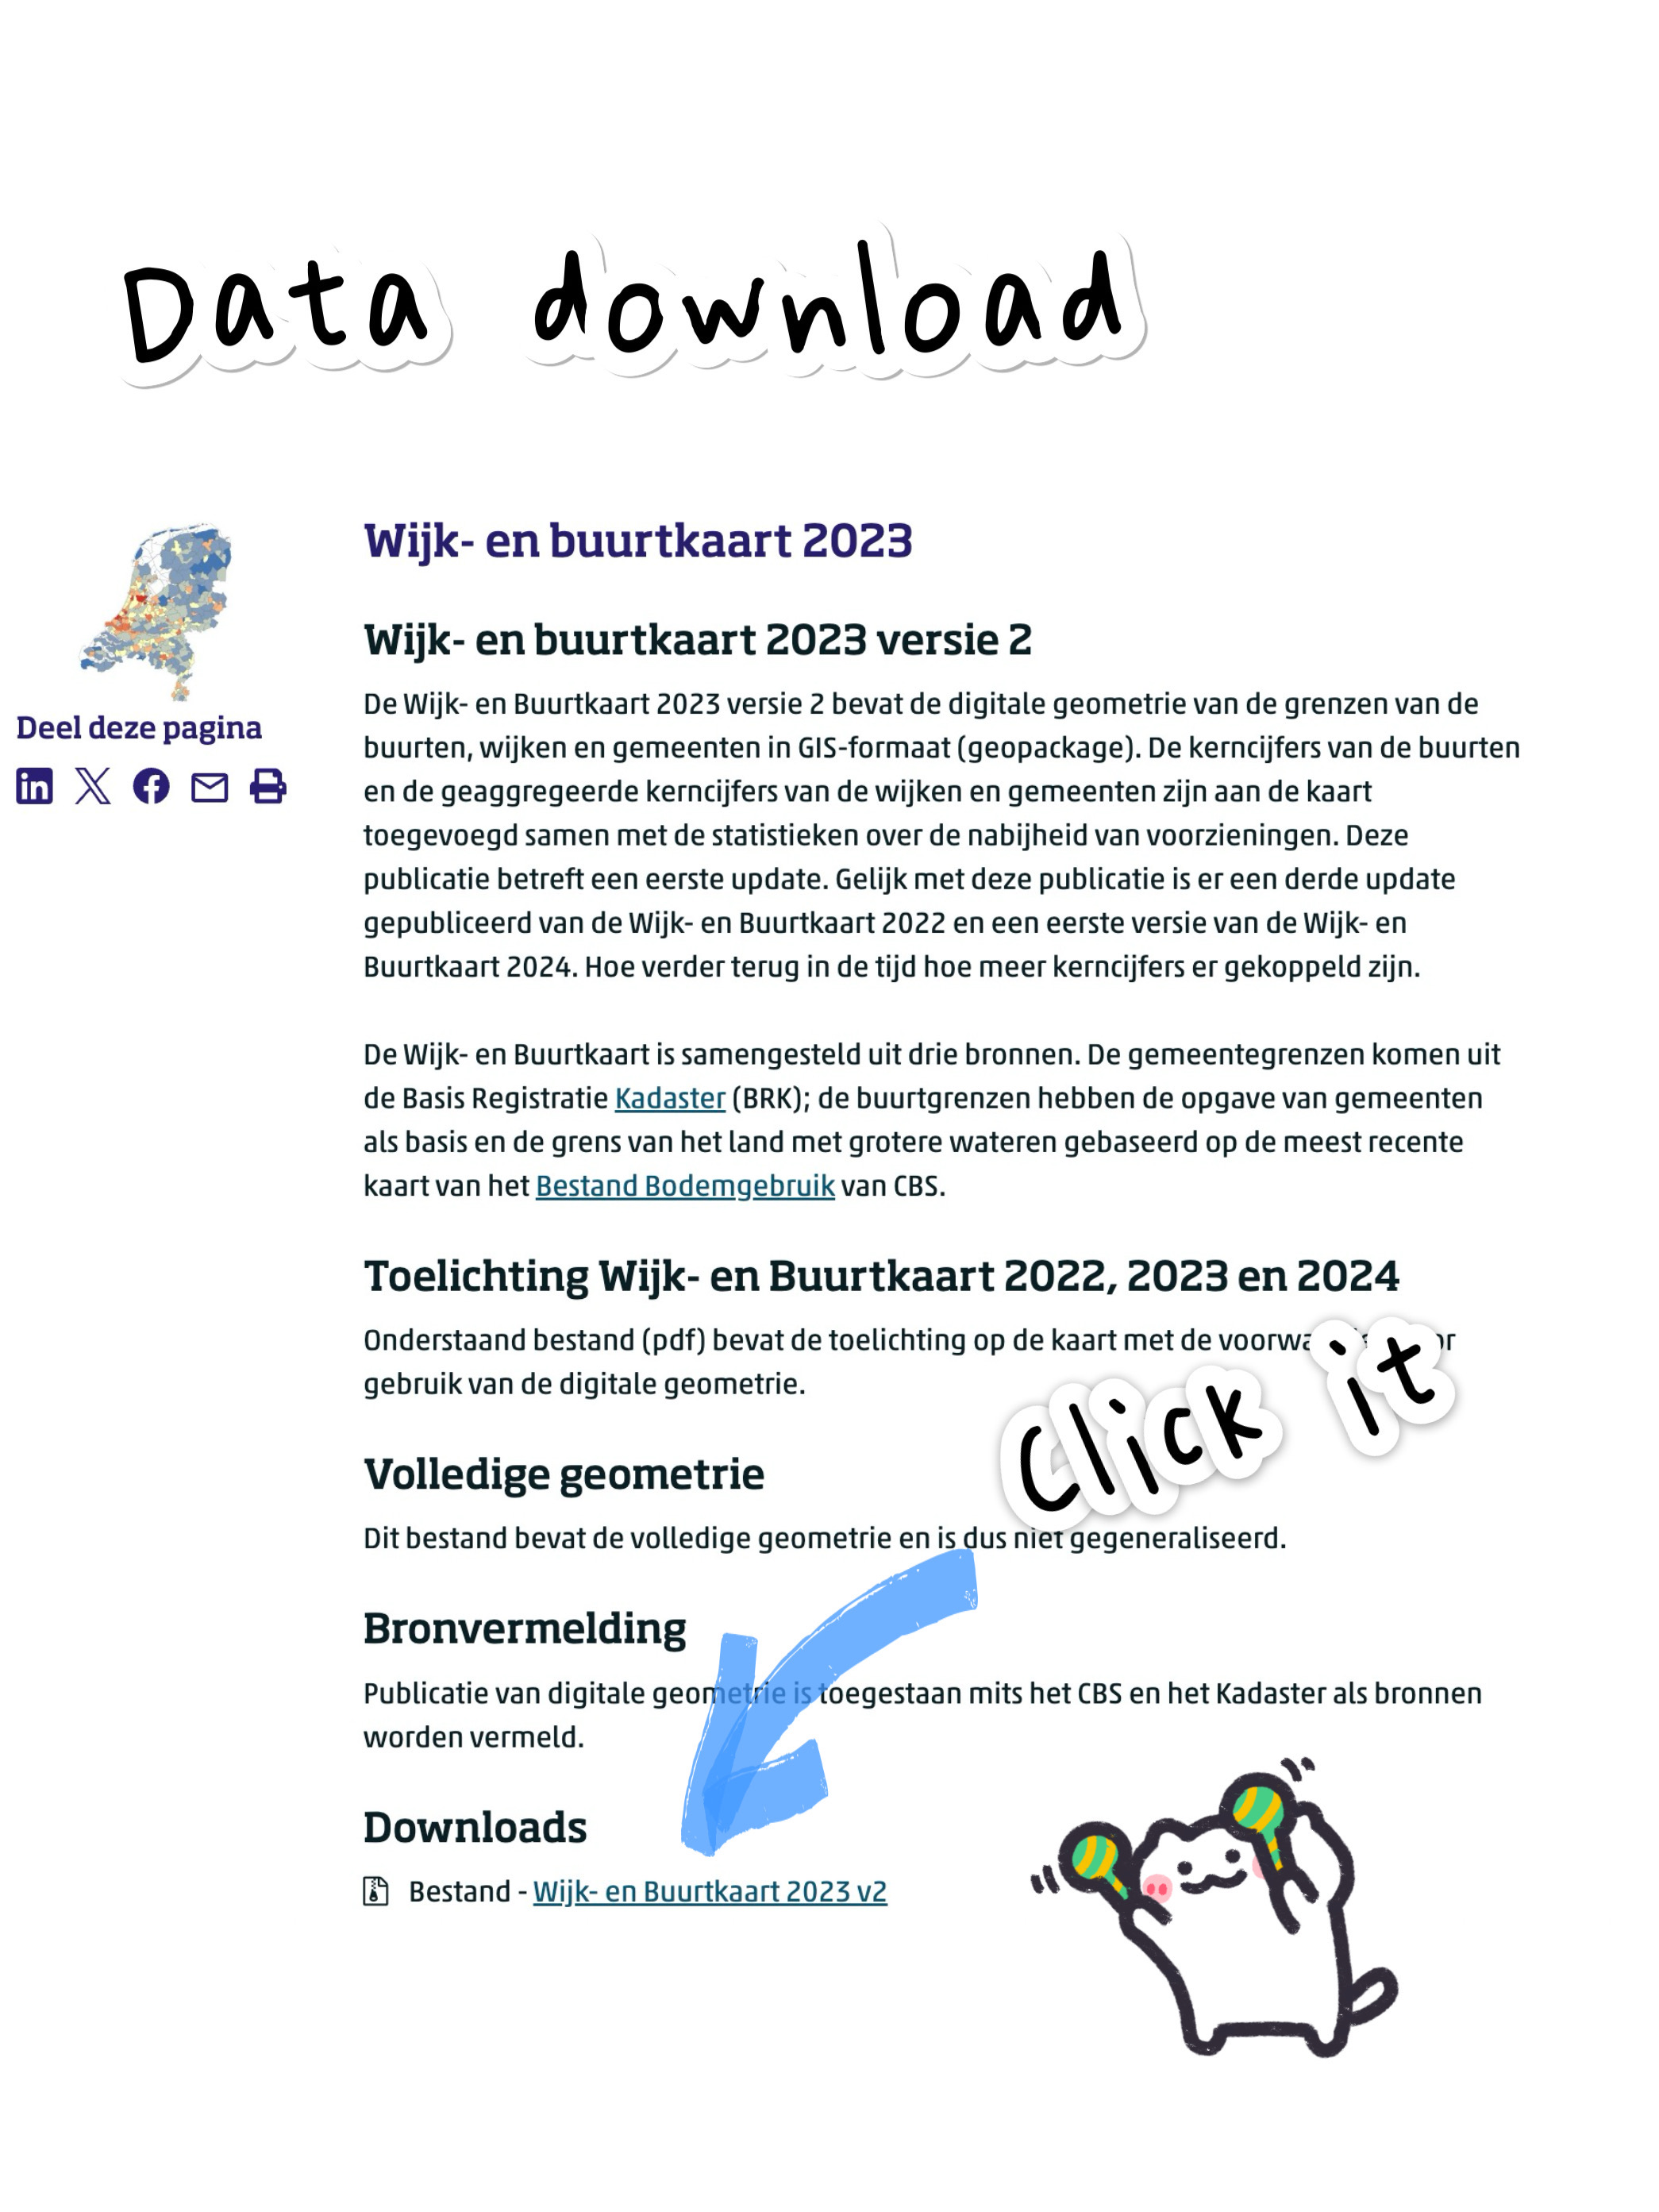 Data download
Wijk- en buurtkaart 2023
Wijk- en buurtkaart 2023 versie 2
De Wijk- en Buurtkaart 2023 versie 2 bevat de digitale geometrie van de grenzen van de
buurten, wijken en gemeenten in GIS-formaat (geopackage). De kerncijfers van de buurten
en de geaggregeerde kerncijfers van de wijken en gemeenten zijn aan de kaart
toegevoegd samen met de statistieken over de nabijheid van voorzieningen. Deze
publicatie betreft een eerste update. Gelijk met deze publicatie is er een derde update
gepubliceerd van de Wijk- en Buurtkaart 2022 en een eerste versie van de Wijk- en
Buurtkaart 2024. Hoe verder terug in de tijd hoe meer kerncijfers er gekoppeld zijn.
De Wijk- en Buurtkaart is samengesteld uit drie bronnen. De gemeentegrenzen komen uit
de Basis Registratie Kadaster (BRK); de buurtgrenzen hebben de opgave van gemeenten
als basis en de grens van het land met grotere wateren gebaseerd op de meest recente
kaart van het Bestand Bodemgebruik van CBS.
Toelichting Wijk- en Buurtkaart 2022, 2023 en 2024
Onderstaand bestand (pdf) bevat de toelichting op de kaart met de
gebruik van de digitale geometrie.
Click it
Volledige geometrie
Dit bestand bevat de volledige geometrie en is dus niet gegeneraliseerd.
Bronvermelding
Publicatie van digitale geometrie is toegestaan mits het CBS en het Kadaster als bronnen
worden vermeld.
Downloads
Bestand - Wijk- en Buurtkaart 2023 v2
Deel deze pagina